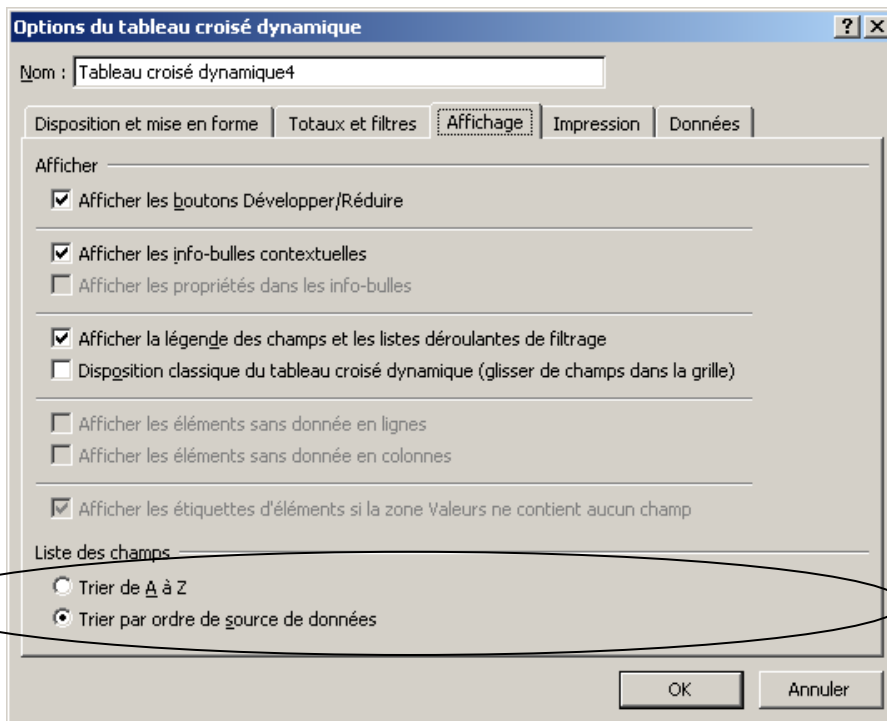 Options du tableau croisé dynamique
Nom : Tableau croisé dynamique4
Disposition et mise en forme Totaux et filtres Affichage Impression Données
Afficher
Afficher les boutons Développer/Réduire
Afficher les info-bulles contextuelles
Afficher les propriétés dans les info-bulles
Afficher la légende des champs et les listes déroulantes de filtrage
Disposition classique du tableau croisé dynamique (glisser de champs dans la grille)
Afficher les éléments sans donnée en lignes
Afficher les éléments sans donnée en colonnes
Afficher les étiquettes d'éléments si la zone Valeurs ne contient aucun champ
Liste des champs
Trier de A à Z
Trier par ordre de source de données
OK Annuler